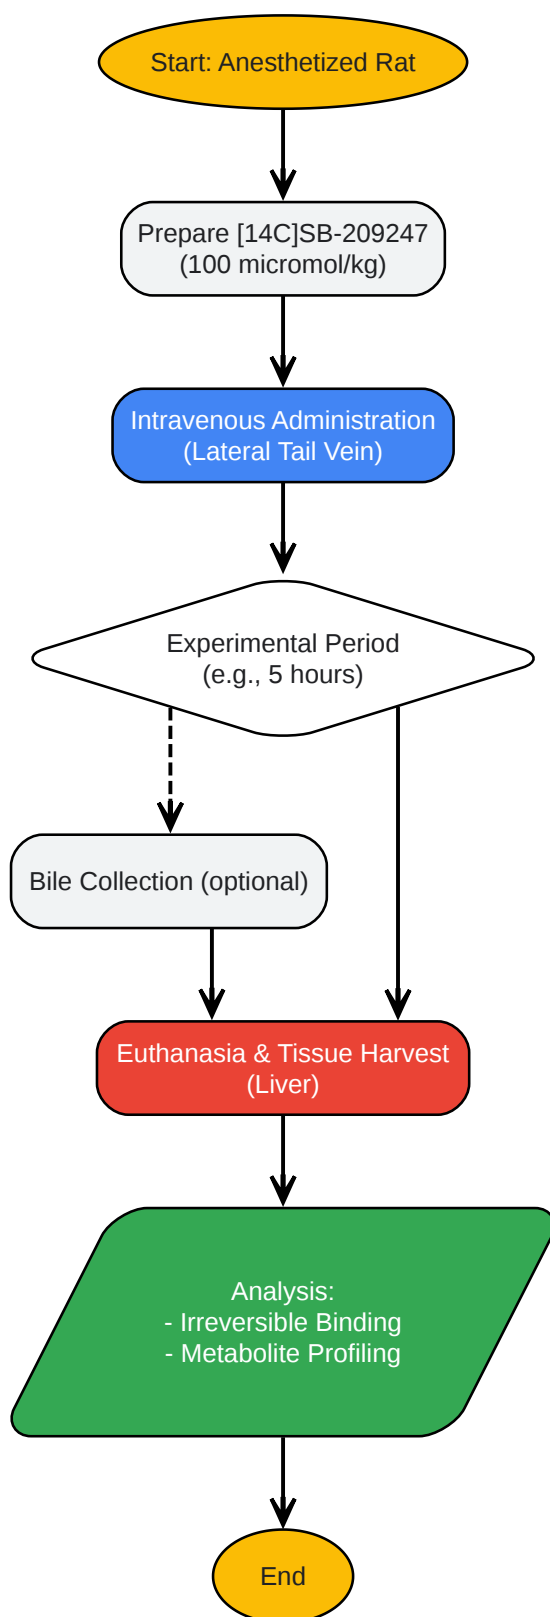 Start: Anesthetized Rat
Prepare [14C]SB-209247
(100 micromol/kg)
Intravenous Administration
(Lateral Tail Vein)
Experimental Period
(e.g., 5 hours)
Bile Collection (optional)
Euthanasia & Tissue Harvest
(Liver)
Analysis:
- Irreversible Binding
- Metabolite Profiling
End